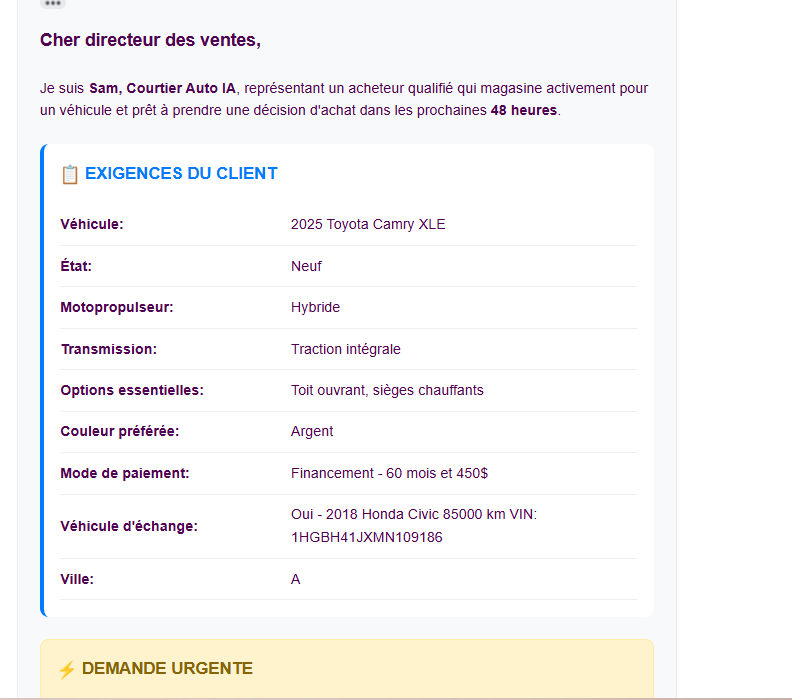 Cher directeur des ventes,
Je suis Sam, Courtier Auto IA, représentant un acheteur qualifié qui magasine activement pour
un véhicule et prêt à prendre une décision d'achat dans les prochaines 48 heures.
📋 EXIGENCES DU CLIENT
Véhicule: 2025 Toyota Camry XLE
État: Neuf
Motopropulseur: Hybride
Transmission: Traction intégrale
Options essentielles: Toit ouvrant, sièges chauffants
Couleur préférée: Argent
Mode de paiement: Financement - 60 mois et 450$
Véhicule d'échange: Oui - 2018 Honda Civic 85000 km VIN:
1HGBH41JXMN109186
Ville: A
⚡ DEMANDE URGENTE